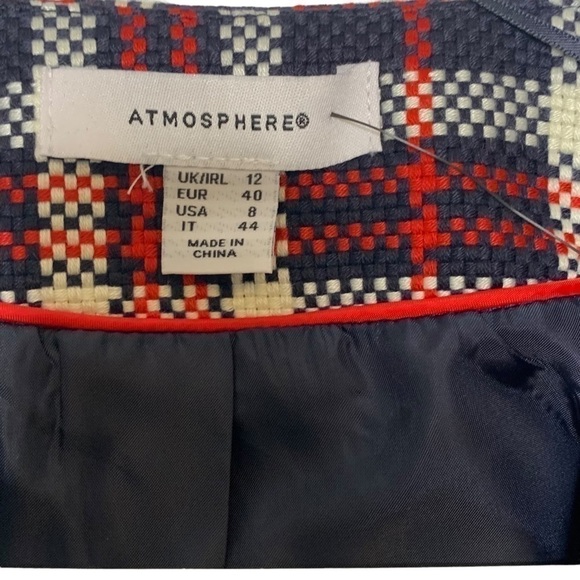 ATMOSPHERE®
UK/IRL 12
EUR 40
USA 8
IT 44
MADE IN
CHINA